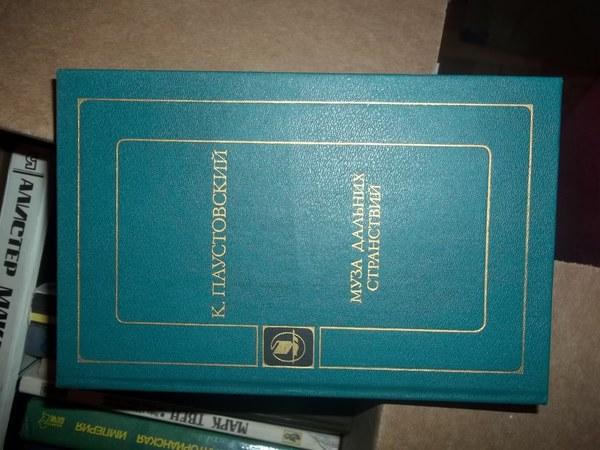 К. ПАУСТОВСКИЙ
МУЗА ДАЛЬНИХ
СТРАНСТВИЙ
АЛИСТЕР
МАРК ТВЕН
ИМПЕРИЯ